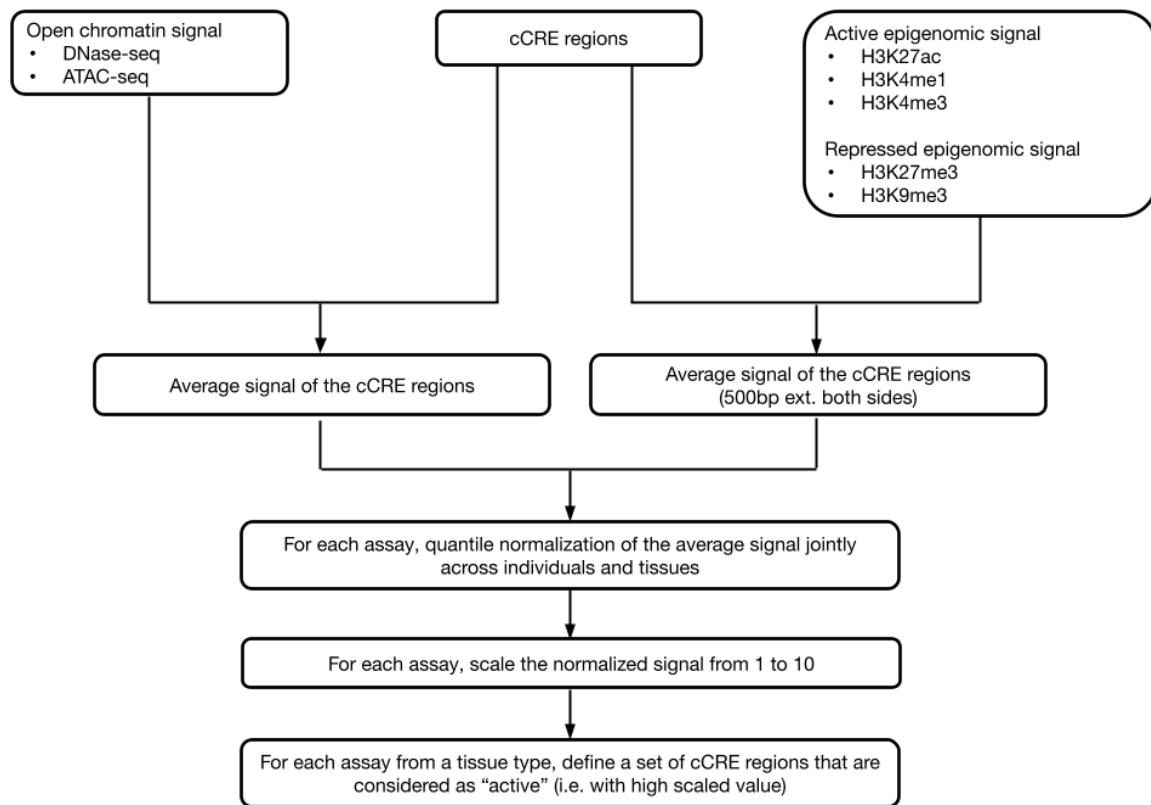 Open chromatin signal
• DNase-seq
• ATAC-seq
cCRE regions
Active epigenomic signal
• H3K27ac
• H3K4me1
• H3K4me3
Repressed epigenomic signal
• H3K27me3
• H3K9me3
Average signal of the cCRE regions
Average signal of the cCRE regions
(500bp ext. both sides)
For each assay, quantile normalization of the average signal jointly
across individuals and tissues
For each assay, scale the normalized signal from 1 to 10
For each assay from a tissue type, define a set of cCRE regions that are
considered as “active” (i.e. with high scaled value)